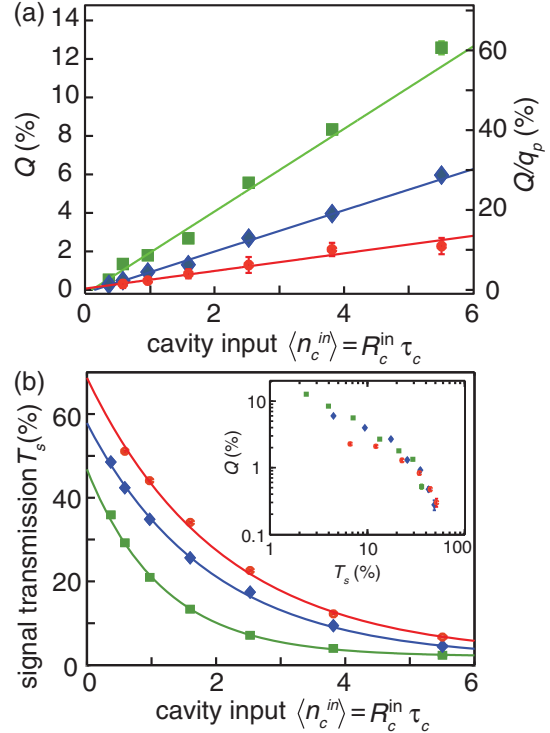 (a)
14
12
10
8
6
4
2
0
Q (%)
60
40
20
0
Q/q_p (%)
0 2 4 6
cavity input ⟨n_c^in⟩ = R_c^in τ_c
(b)
60
40
20
0
signal transmission T_s(%)
10
1
0.1
Q (%)
1 10 100
T_s (%)
0 2 4 6
cavity input ⟨n_c^in⟩ = R_c^in τ_c